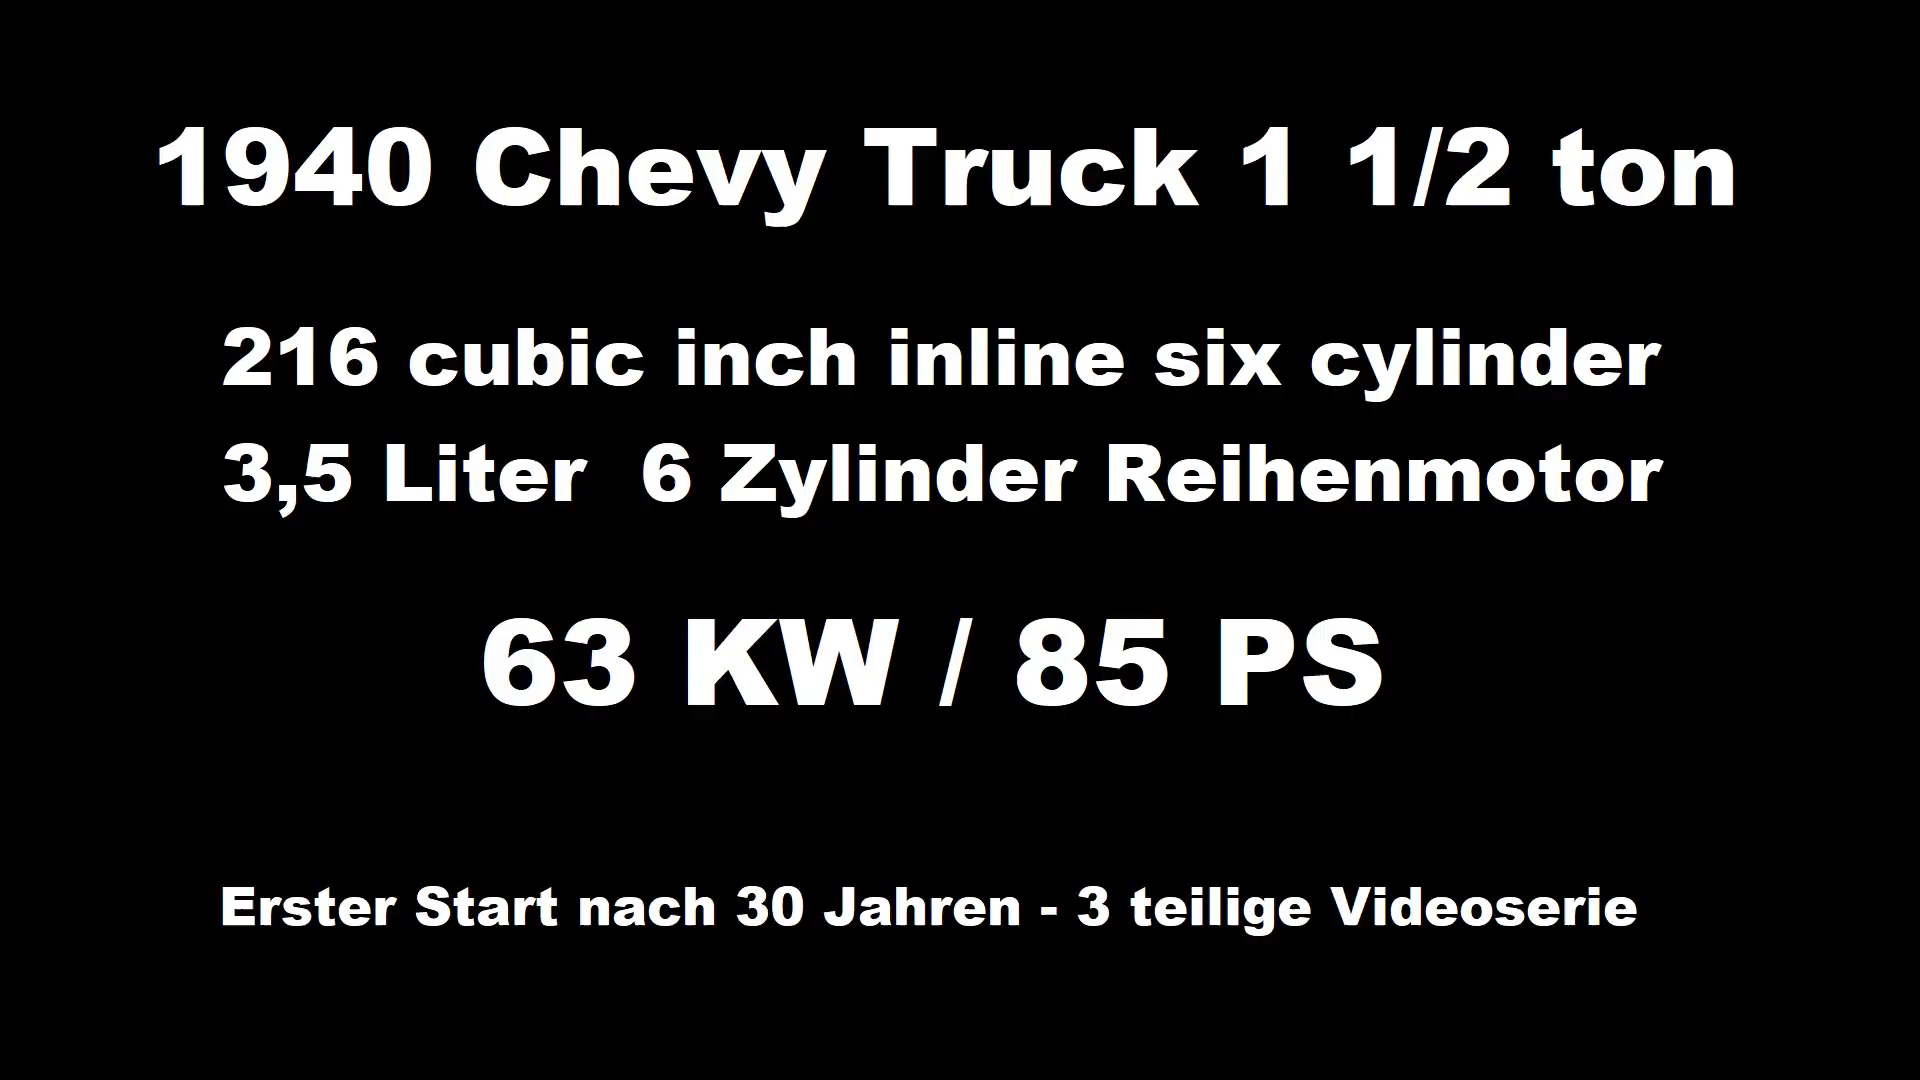 1940 Chevy Truck 1 1/2 ton
216 cubic inch inline six cylinder
3,5 Liter  6 Zylinder Reihenmotor
63 KW / 85 PS
Erster Start nach 30 Jahren - 3 teilige Videoserie